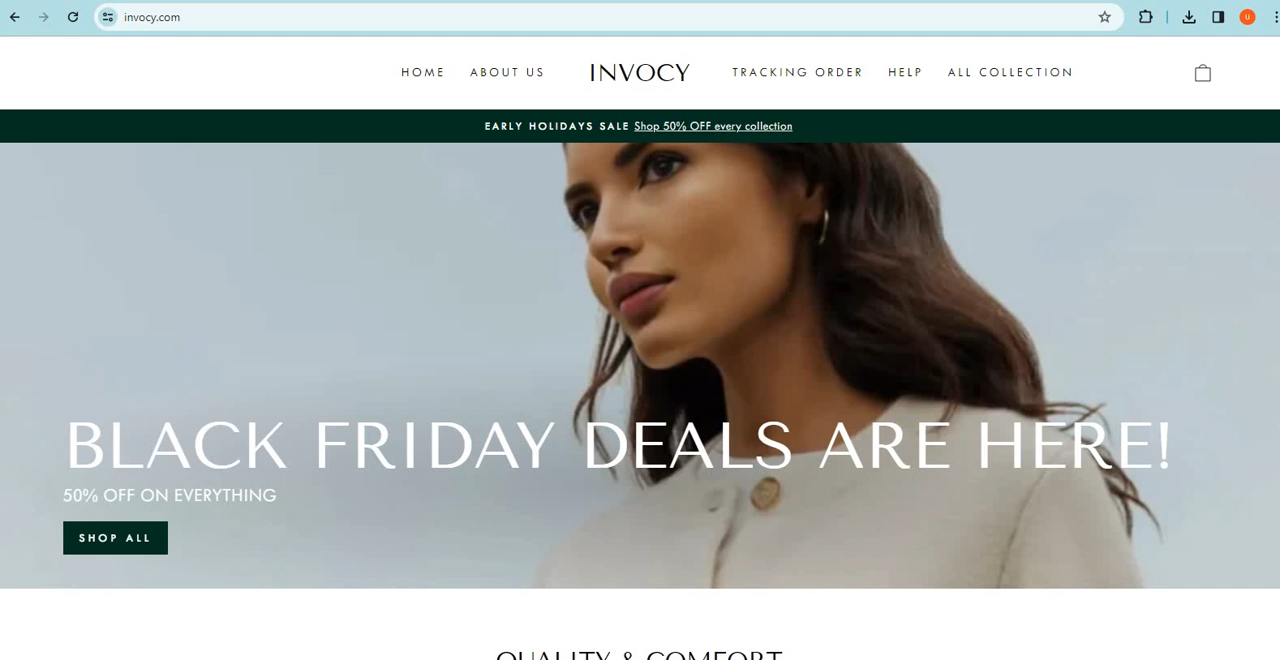 invocy.com
u
HOME ABOUT US INVOCY TRACKING ORDER HELP ALL COLLECTION
EARLY HOLIDAYS SALE Shop 50% OFF every collection
BLACK FRIDAY DEALS ARE HERE!
50% OFF ON EVERYTHING
SHOP ALL
QUALITY & COMFORT